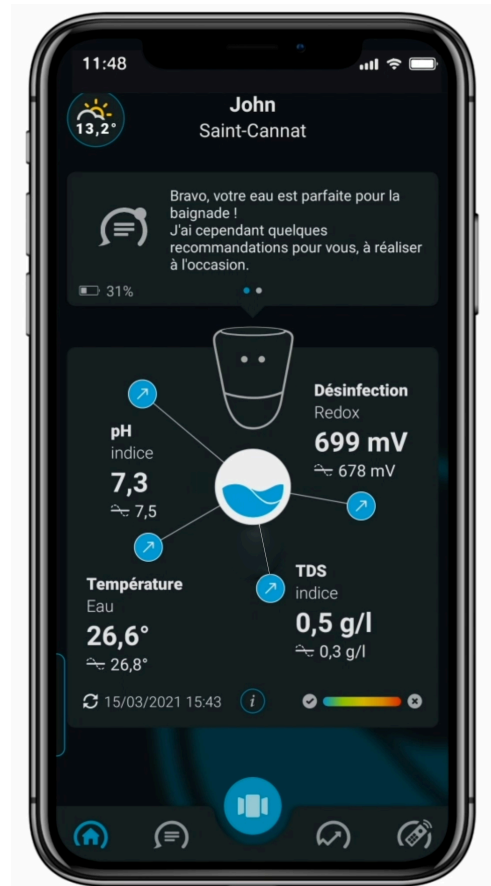 11:48
13,2°
John
Saint-Cannat
Bravo, votre eau est parfaite pour la
baignade !
J'ai cependant quelques
recommandations pour vous, à réaliser
à l'occasion.
31%
Désinfection
Redox
699 mV
678 mV
pH
indice
7,3
7,5
Température
Eau
26,6°
26,8°
TDS
indice
0,5 g/l
0,3 g/l
15/03/2021 15:43
i